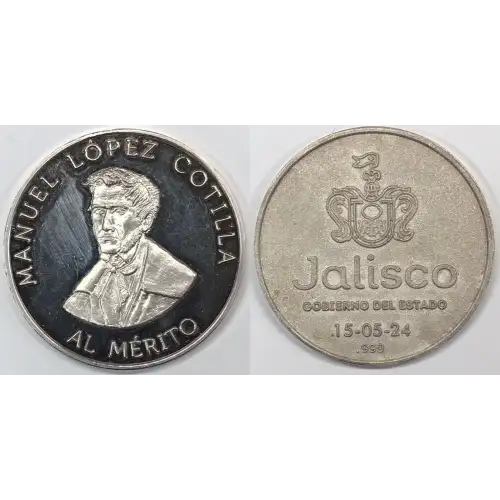 MANUEL LÓPEZ COTILLA
AL MÉRITO
Jalisco
GOBIERNO DEL ESTADO
15-05-24
.999